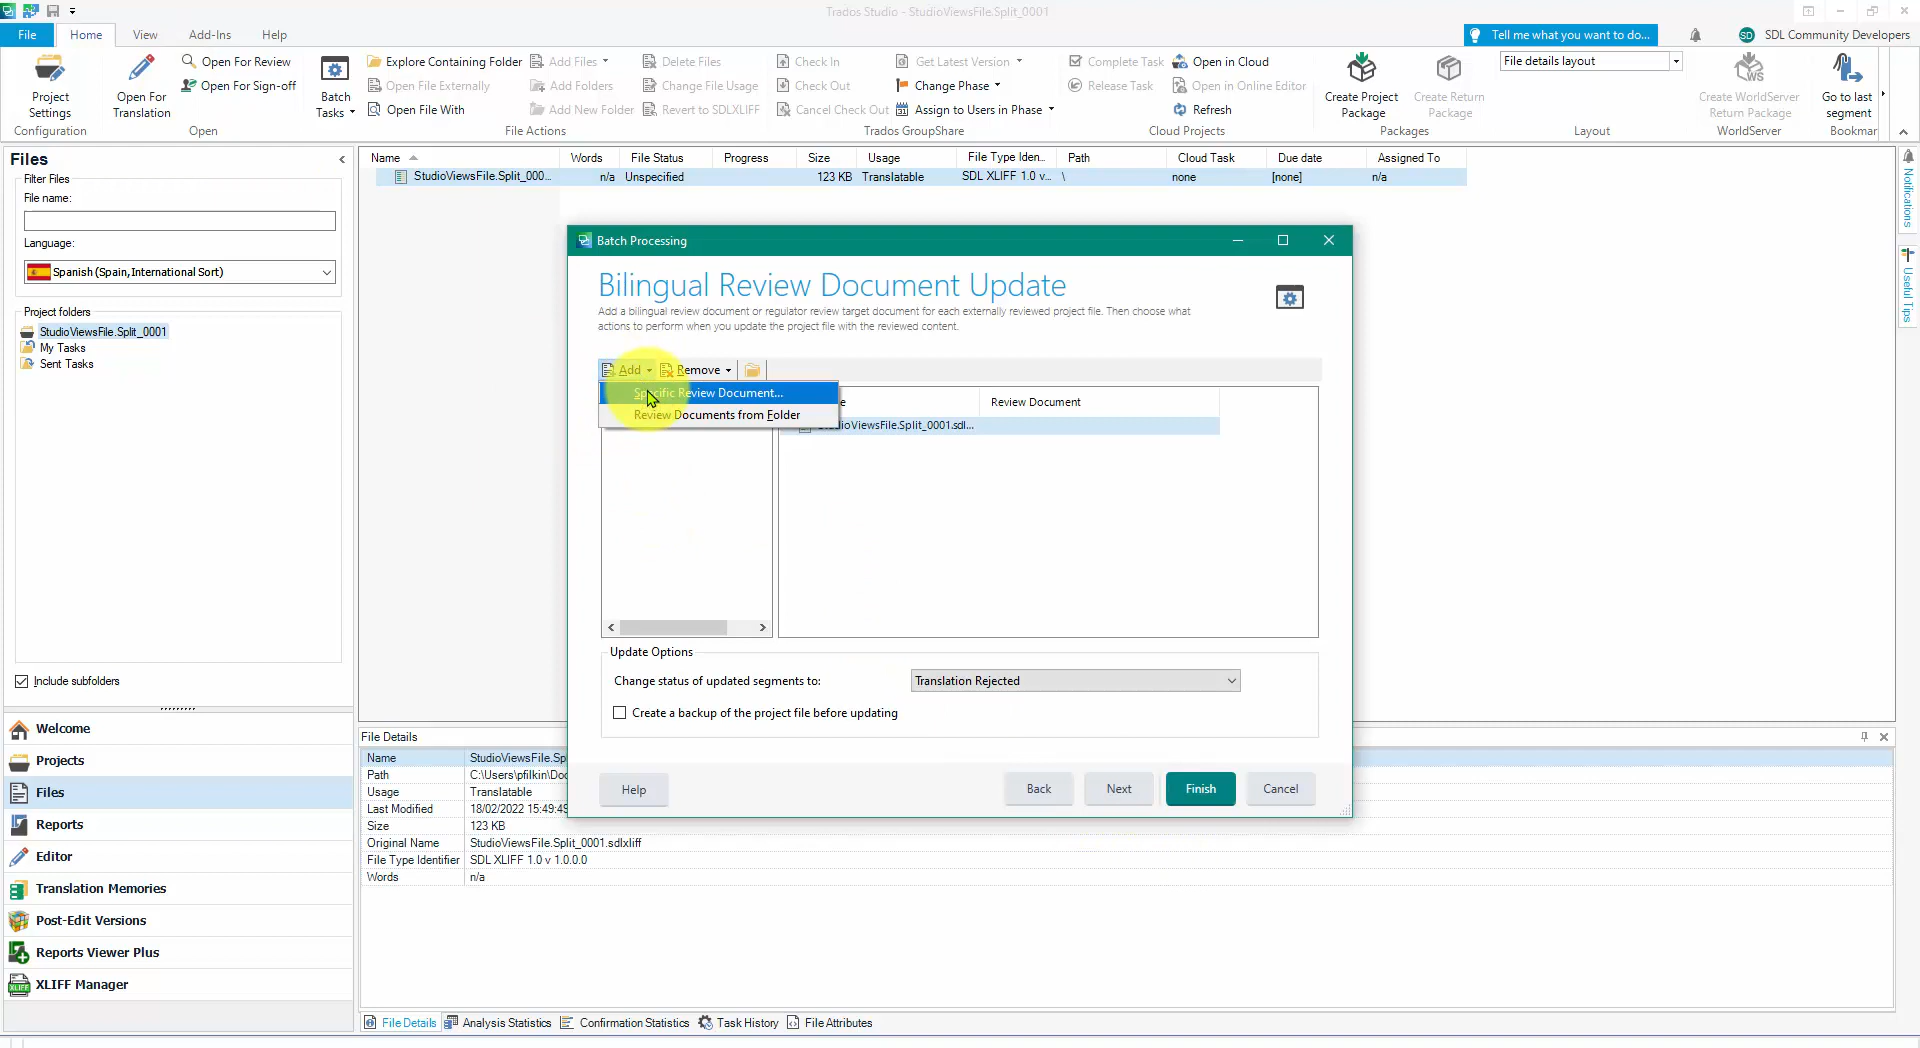 Trados Studio - StudioViewsFile.Split_0001
File
Home
View
Add-Ins
Help
Tell me what you want to do...
SD
SDL Community Developers
Project Settings
Configuration
Open For Translation
Open For Review
Open For Sign-off
Open
Batch Tasks
Explore Containing Folder
Open File Externally
Open File With
Add Files
Add Folders
Add New Folder
Delete Files
Change File Usage
Revert to SDLXLIFF
File Actions
Check In
Check Out
Cancel Check Out
Get Latest Version
Change Phase
Assign to Users in Phase
Trados GroupShare
Complete Task
Release Task
Open in Cloud
Open in Online Editor
Refresh
Cloud Projects
Create Project Package
Create Return Package
Packages
File details layout
Layout
Create WorldServer Return Package
WorldServer
Go to last segment
Bookmar
Files
Filter Files
File name:
Language:
Spanish (Spain, International Sort)
Project folders
StudioViewsFile.Split_0001
My Tasks
Sent Tasks
Include subfolders
Welcome
Projects
Files
Reports
Editor
Translation Memories
Post-Edit Versions
Reports Viewer Plus
XLIFF Manager
Name Words File Status Progress Size Usage File Type Iden... Path Cloud Task Due date Assigned To
StudioViewsFile.Split_000... n/a Unspecified 123 KB Translatable SDL XLIFF 1.0 v... \ none [none] n/a
Notifications
Useful Tips
Batch Processing
Bilingual Review Document Update
Add a bilingual review document or regulator review target document for each externally reviewed project file. Then choose what
actions to perform when you update the project file with the reviewed content.
Add
Remove
Specific Review Document...
Review Documents from Folder
e
Review Document
StudioViewsFile.Split_0001.sdl...
Update Options
Change status of updated segments to:
Translation Rejected
Create a backup of the project file before updating
Help
Back
Next
Finish
Cancel
File Details
Name StudioViewsFile.Sp
Path C:\Users\pfilkin\Doc
Usage Translatable
Last Modified 18/02/2022 15:49:49
Size 123 KB
Original Name StudioViewsFile.Split_0001.sdlxliff
File Type Identifier SDL XLIFF 1.0 v 1.0.0.0
Words n/a
File Details
Analysis Statistics
Confirmation Statistics
Task History
File Attributes